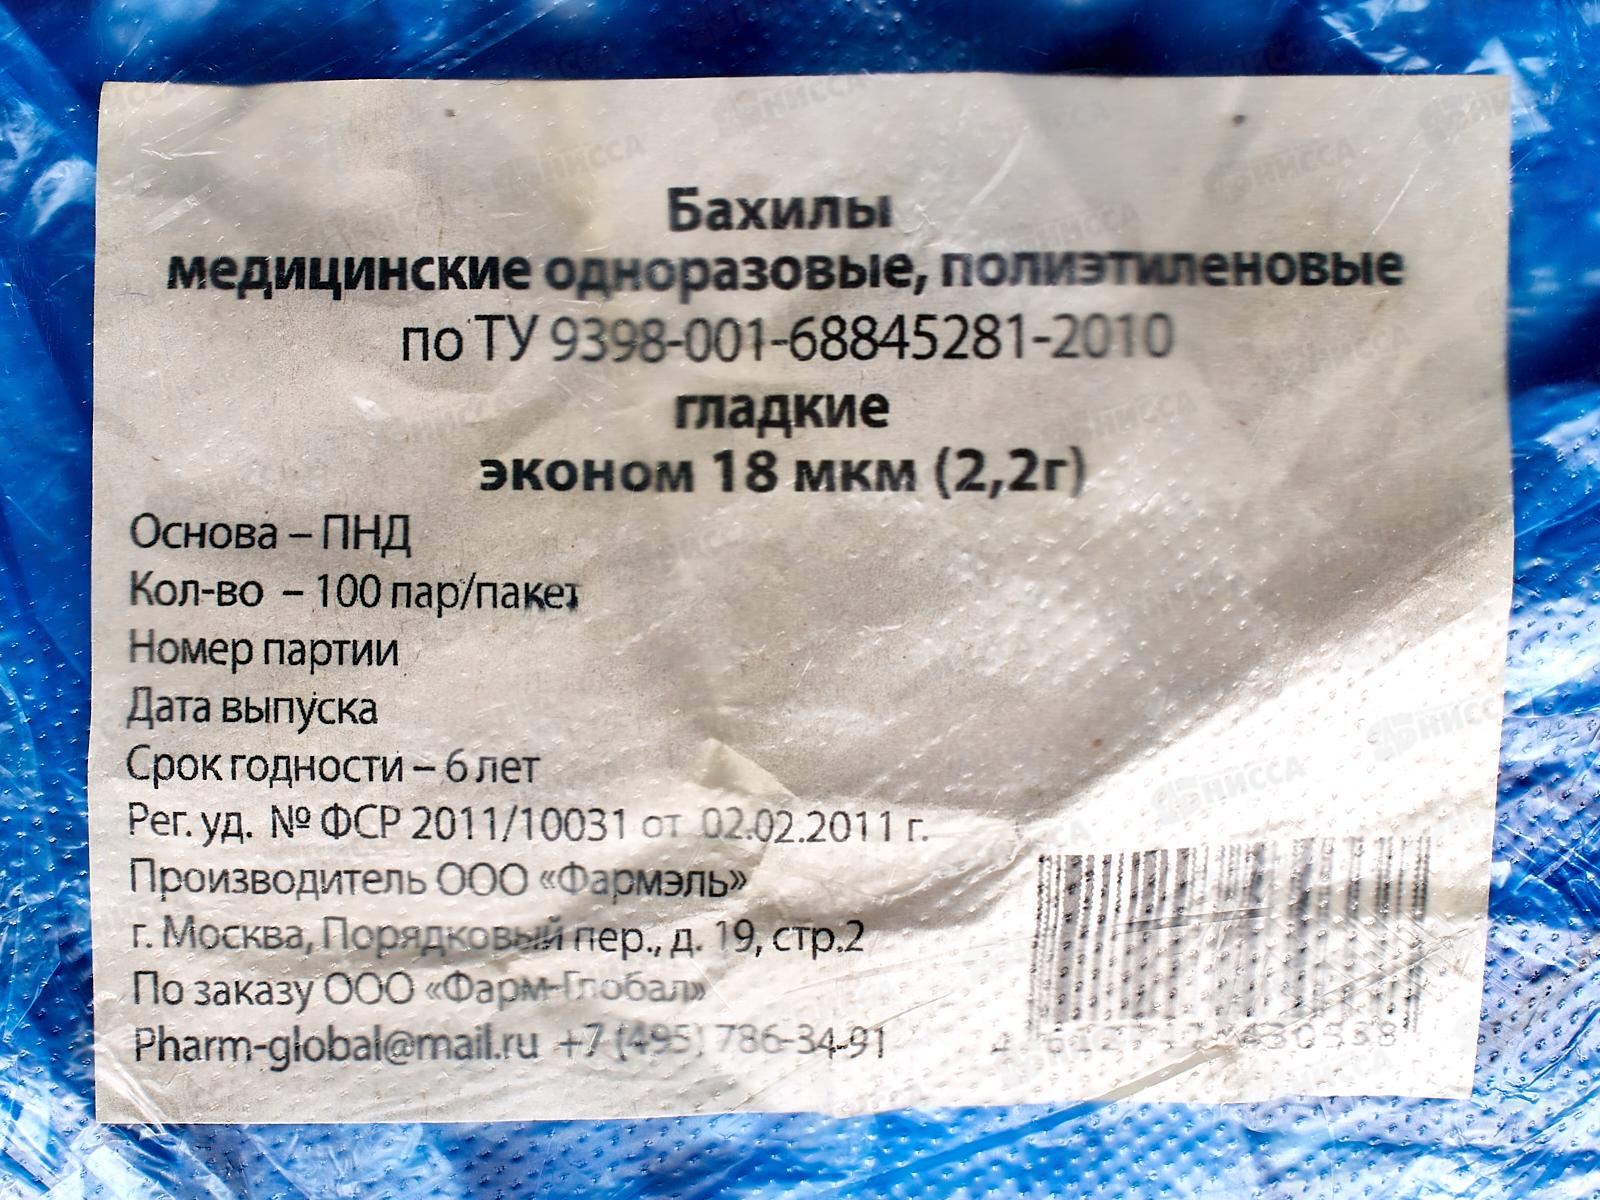 Бахилы
медицинские одноразовые, полиэтиленовые
по ТУ 9398-001-68845281-2010
гладкие
эконом 18 мкм (2,2г)
Основа – ПНД
Кол-во – 100 пар/пакет
Номер партии
Дата выпуска
Срок годности – 6 лет
Рег. уд. № ФСР 2011/10031 от 02.02.2011 г.
Производитель ООО «Фармэль»
г. Москва, Порядковый пер., д. 19, стр.2
По заказу ООО «Фарм-Глобал»
Pharm-global@mail.ru +7 (495) 786-34-91